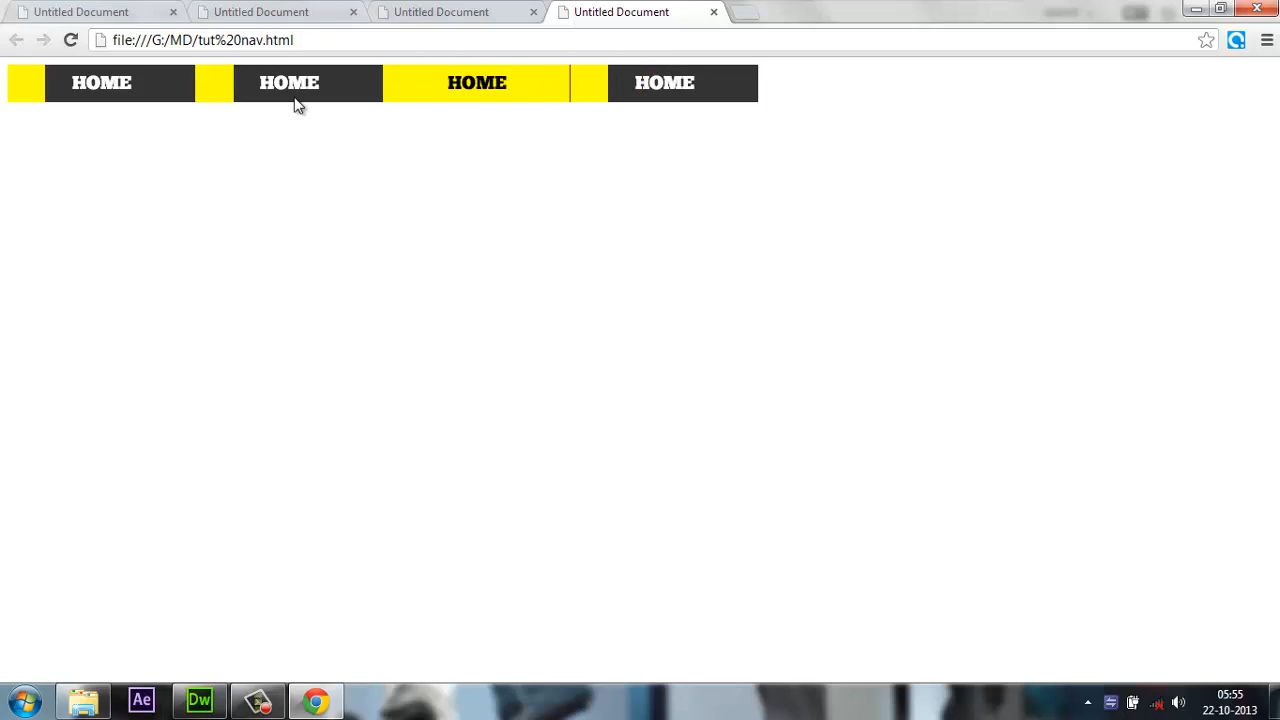 Untitled Document Untitled Document Untitled Document Untitled Document
file:///G:/MD/tut%20nav.html
HOME HOME HOME HOME
Ae Dw
05:55
22-10-2013